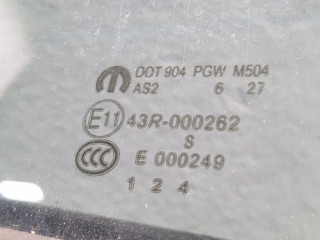 DOT 904 PGW M504
AS2 6 27
E11 43R-000262
S
CCC E 000249
1 2 4